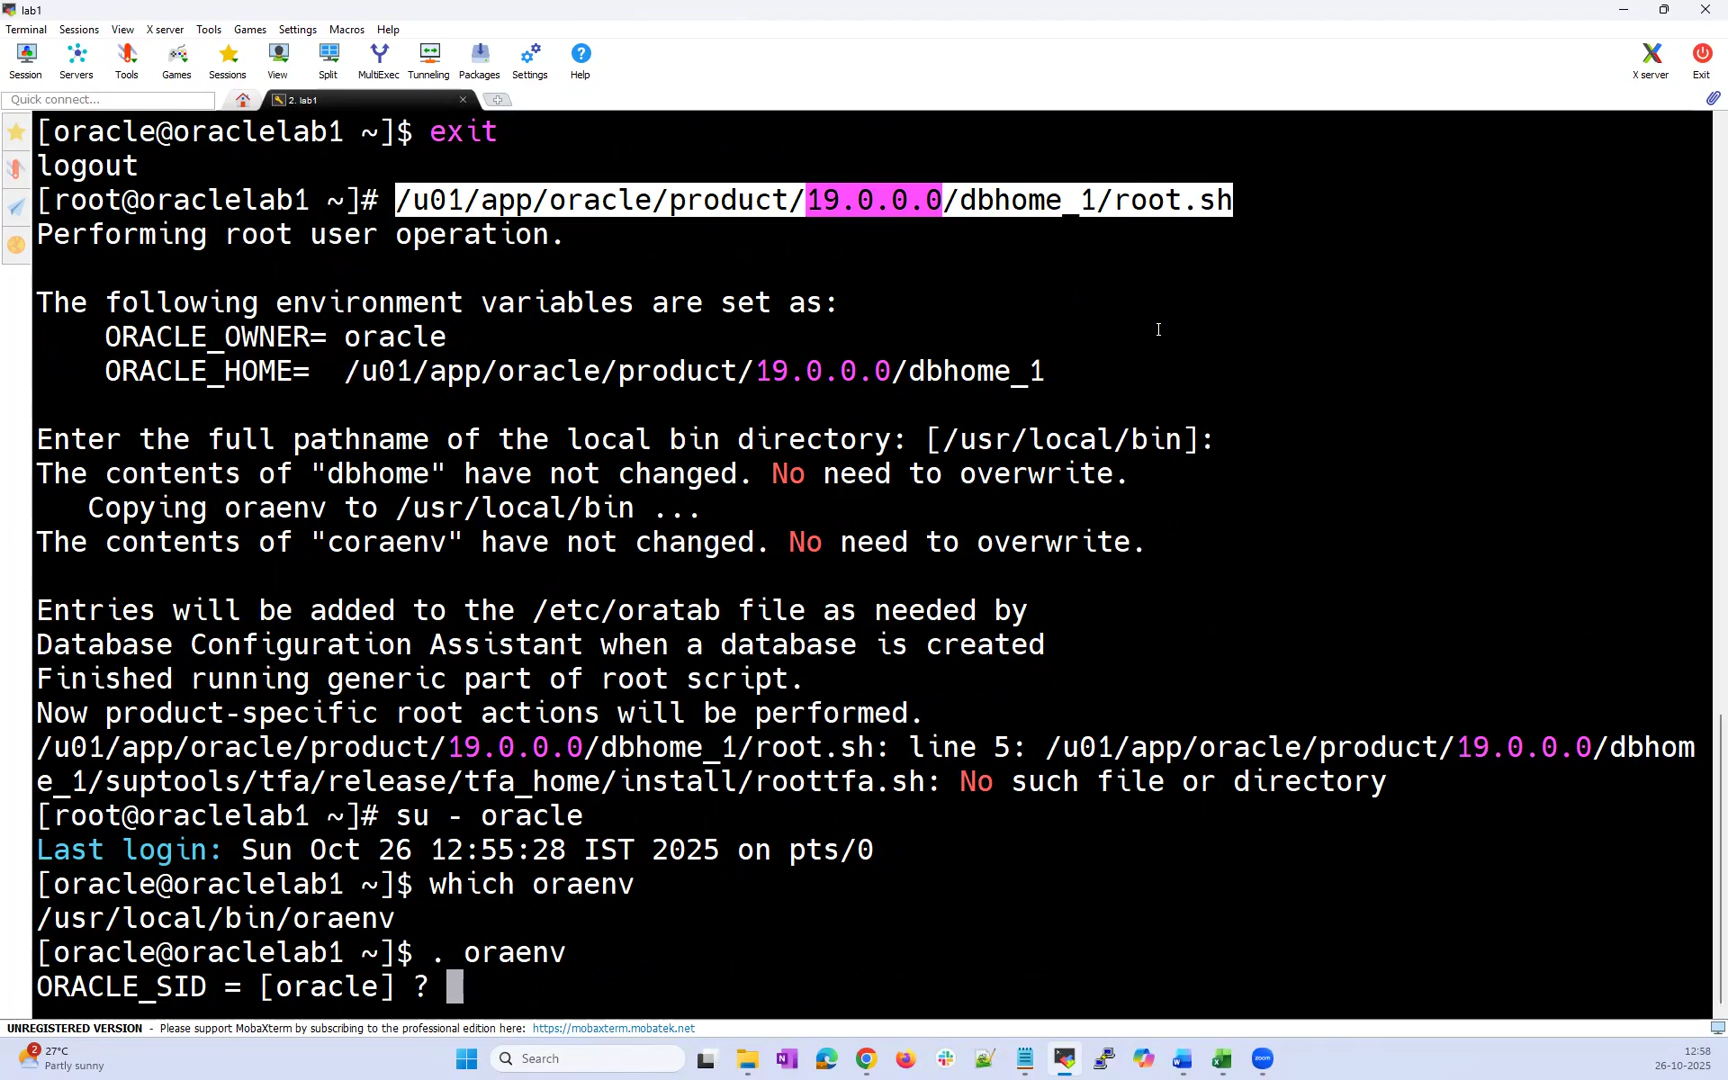 lab1
Terminal Sessions View X server Tools Games Settings Macros Help
Session Servers Tools Games Sessions View Split MultiExec Tunneling Packages Settings Help X server Exit
Quick connect... 2. lab1
[oracle@oraclelab1 ~]$ exit
logout
[root@oraclelab1 ~]# /u01/app/oracle/product/19.0.0.0/dbhome_1/root.sh
Performing root user operation.
The following environment variables are set as:
ORACLE_OWNER= oracle
ORACLE_HOME= /u01/app/oracle/product/19.0.0.0/dbhome_1
Enter the full pathname of the local bin directory: [/usr/local/bin]:
The contents of "dbhome" have not changed. No need to overwrite.
Copying oraenv to /usr/local/bin ...
The contents of "coraenv" have not changed. No need to overwrite.
Entries will be added to the /etc/oratab file as needed by
Database Configuration Assistant when a database is created
Finished running generic part of root script.
Now product-specific root actions will be performed.
/u01/app/oracle/product/19.0.0.0/dbhome_1/root.sh: line 5: /u01/app/oracle/product/19.0.0.0/dbhom
e_1/suptools/tfa/release/tfa_home/install/roottfa.sh: No such file or directory
[root@oraclelab1 ~]# su - oracle
Last login: Sun Oct 26 12:55:28 IST 2025 on pts/0
[oracle@oraclelab1 ~]$ which oraenv
/usr/local/bin/oraenv
[oracle@oraclelab1 ~]$ . oraenv
ORACLE_SID = [oracle] ?
UNREGISTERED VERSION - Please support MobaXterm by subscribing to the professional edition here: https://mobaxterm.mobatek.net
2 27°C
Partly sunny
Search
zoom
12:58
26-10-2025